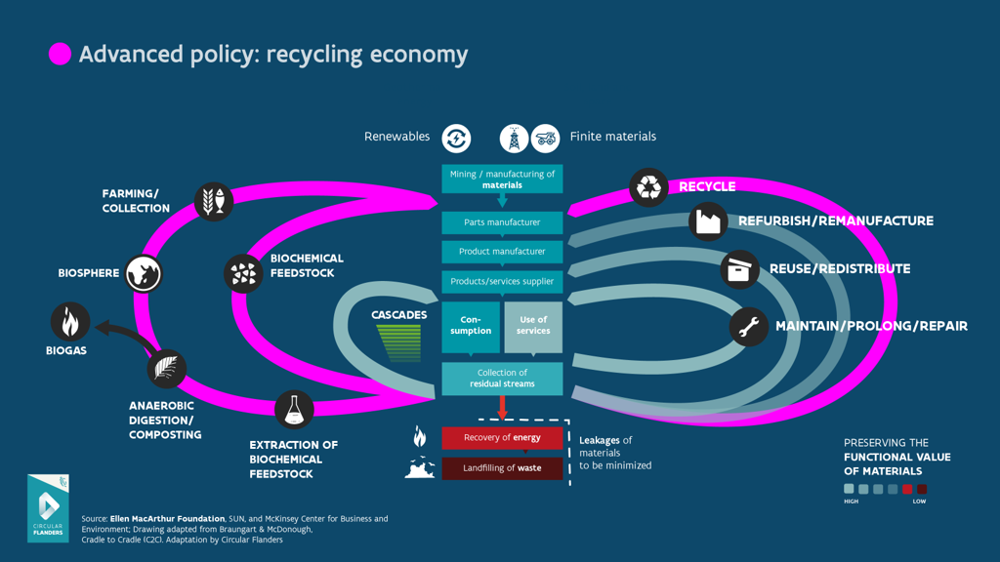 Advanced policy: recycling economy
Renewables
Finite materials
Mining / manufacturing of
materials
Parts manufacturer
Product manufacturer
Products/services supplier
Con-
sumption
Use of
services
Collection of
residual streams
Recovery of energy
Landfilling of waste
Leakages of
materials
to be minimized
FARMING/
COLLECTION
BIOSPHERE
BIOCHEMICAL
FEEDSTOCK
CASCADES
BIOGAS
ANAEROBIC
DIGESTION/
COMPOSTING
EXTRACTION OF
BIOCHEMICAL
FEEDSTOCK
RECYCLE
REFURBISH/REMANUFACTURE
REUSE/REDISTRIBUTE
MAINTAIN/PROLONG/REPAIR
PRESERVING THE
FUNCTIONAL VALUE
OF MATERIALS
HIGH
LOW
CIRCULAR
FLANDERS
Source: Ellen MacArthur Foundation, SUN, and McKinsey Center for Business and
Environment; Drawing adapted from Braungart & McDonough,
Cradle to Cradle (C2C). Adaptation by Circular Flanders